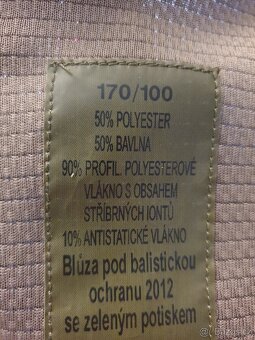 170/100
50% POLYESTER
50% BAVLNA
90% PROFIL. POLYESTEROVÉ
VLÁKNO S OBSAHEM
STŘÍBRNÝCH IONTŮ
10% ANTISTATICKÉ VLÁKNO
Blůza pod balistickou
ochranu 2012
se zeleným potiskem